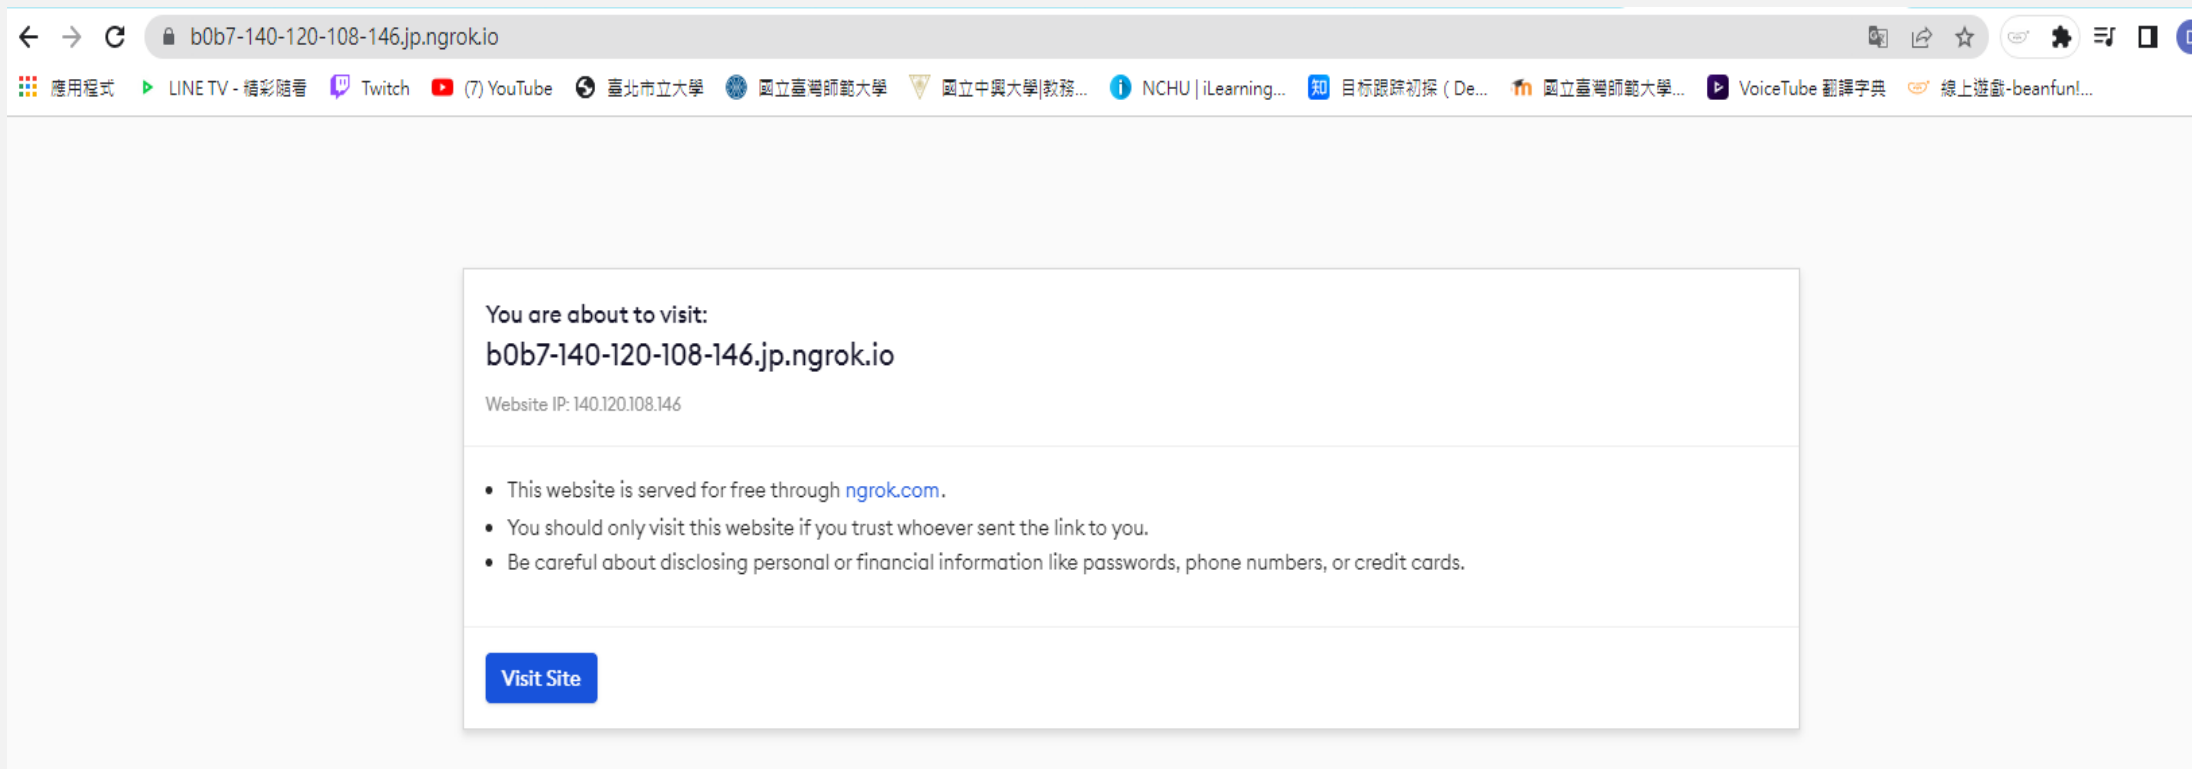 b0b7-140-120-108-146.jp.ngrok.io
應用程式 LINE TV - 精彩隨看 Twitch (7) YouTube 臺北市立大學 國立臺灣師範大學 國立中興大學|教務... NCHU | iLearning... 知 目标跟踪初探（De... 國立臺灣師範大學... VoiceTube 翻譯字典 線上遊戲-beanfun!...
You are about to visit:
b0b7-140-120-108-146.jp.ngrok.io
Website IP: 140.120.108.146
• This website is served for free through ngrok.com.
• You should only visit this website if you trust whoever sent the link to you.
• Be careful about disclosing personal or financial information like passwords, phone numbers, or credit cards.
Visit Site